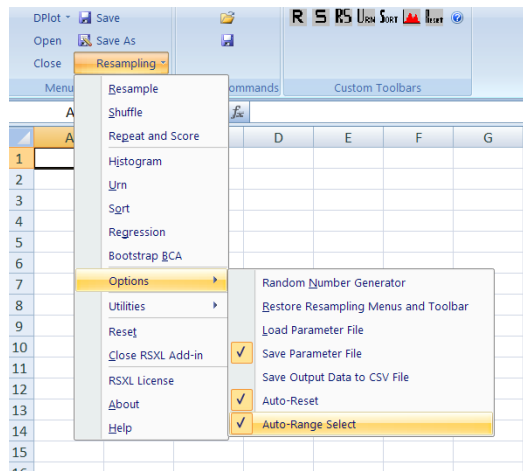 DPlot Save R S RS URN SORT RESET
Open Save As
Close Resampling
Menu ommands Custom Toolbars
A fx
A D E F G
1
2
3
4
5
6
7
8
9
10
11
12
13
14
15
Resample
Shuffle
Repeat and Score
Histogram
Urn
Sort
Regression
Bootstrap BCA
Options
Utilities
Reset
Close RSXL Add-in
RSXL License
About
Help
Random Number Generator
Restore Resampling Menus and Toolbar
Load Parameter File
Save Parameter File
Save Output Data to CSV File
Auto-Reset
Auto-Range Select